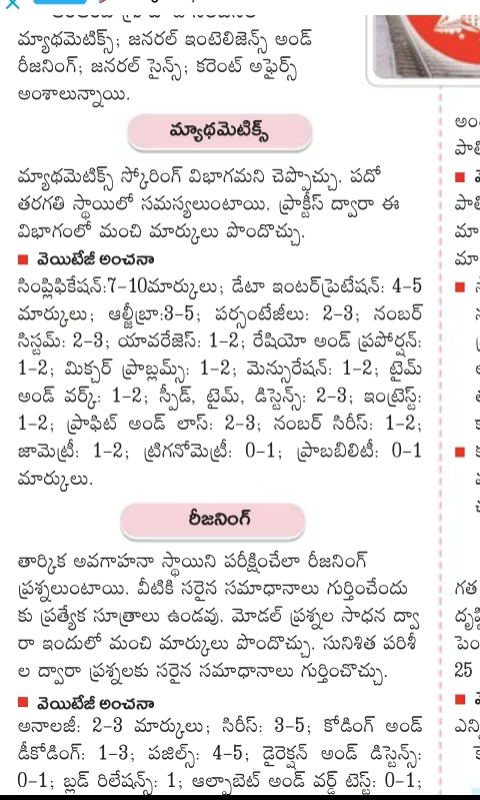 మ్యాథమెటిక్స్; జనరల్ ఇంటెలిజెన్స్ అండ్
రీజనింగ్; జనరల్ సైన్స్; కరెంట్ అఫైర్స్
అంశాలున్నాయి.
మ్యాథమెటిక్స్
మ్యాథమెటిక్స్ స్కోరింగ్ విభాగమని చెప్పొచ్చు. పదో
తరగతి స్థాయిలో సమస్యలుంటాయి. ప్రాక్టీస్ ద్వారా ఈ
విభాగంలో మంచి మార్కులు పొందొచ్చు.
■ వెయిటేజీ అంచనా
సింప్లిఫికేషన్:7-10మార్కులు; డేటా ఇంటర్‌ప్రెటేషన్: 4-5
మార్కులు; ఆల్జీబ్రా:3-5; పర్సంటేజీలు: 2-3; నంబర్
సిస్టమ్: 2-3; యావరేజెస్: 1-2; రేషియో అండ్ ప్రపోర్షన్:
1-2; మిక్చర్ ప్రాబ్లమ్స్: 1-2; మెన్సురేషన్: 1-2; టైమ్
అండ్ వర్క్: 1-2; స్పీడ్, టైమ్, డిస్టెన్స్: 2-3; ఇంట్రెస్ట్:
1-2; ప్రాఫిట్ అండ్ లాస్: 2-3; నంబర్ సిరీస్: 1-2;
జామెట్రీ: 1-2; ట్రిగనోమెట్రీ: 0-1; ప్రాబబిలిటీ: 0-1
మార్కులు.
రీజనింగ్
తార్కిక అవగాహనా స్థాయిని పరీక్షించేలా రీజనింగ్
ప్రశ్నలుంటాయి. వీటికి సరైన సమాధానాలు గుర్తించేందు
కు ప్రత్యేక సూత్రాలు ఉండవు. మోడల్ ప్రశ్నల సాధన ద్వా
రా ఇందులో మంచి మార్కులు పొందొచ్చు. సునిశిత పరిశీ
ల ద్వారా ప్రశ్నలకు సరైన సమాధానాలు గుర్తించొచ్చు.
■ వెయిటేజీ అంచనా
అనాలజీ: 2-3 మార్కులు; సిరీస్: 3-5; కోడింగ్ అండ్
డీకోడింగ్: 1-3; పజిల్స్: 4-5; డైరెక్షన్ అండ్ డిస్టెన్స్:
0-1; బ్లడ్ రిలేషన్స్: 1; ఆల్ఫాబెట్ అండ్ వర్డ్ టెస్ట్: 0-1;
గత
25